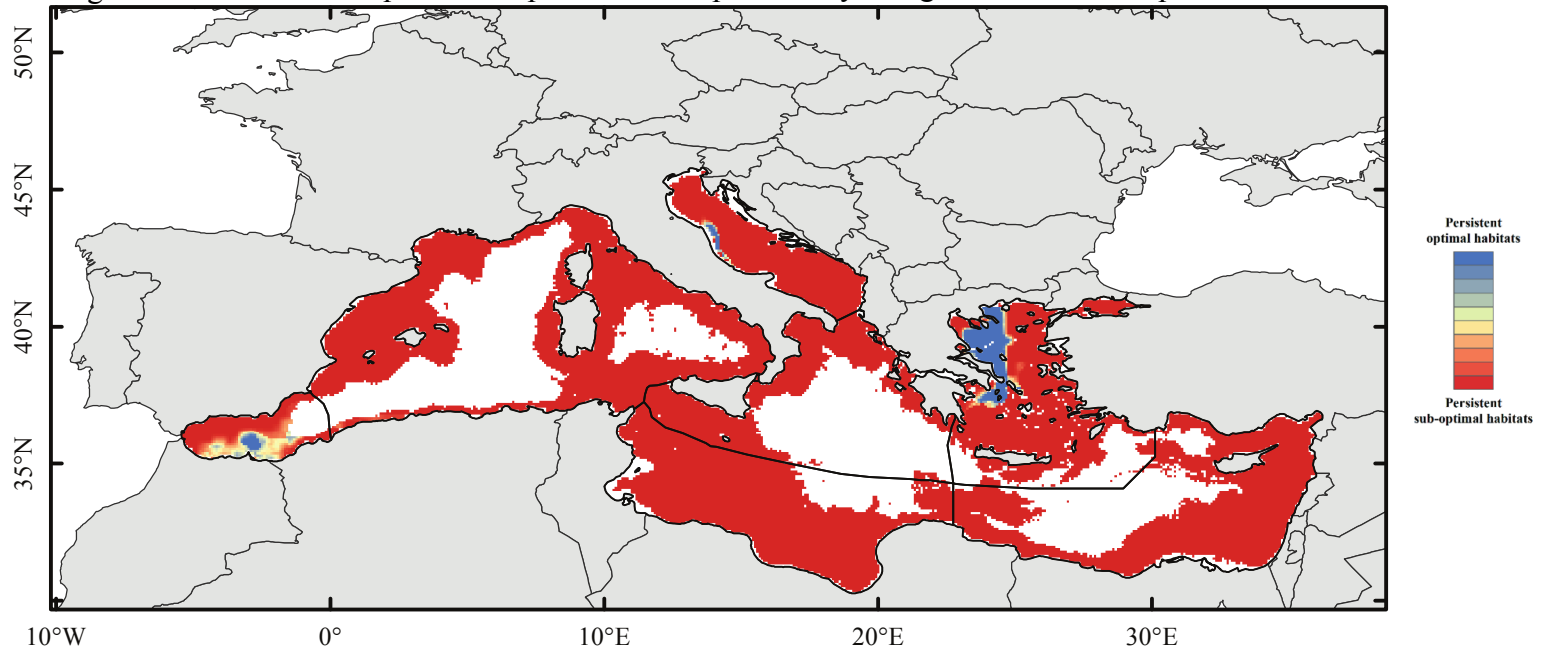 50°N
45°N
40°N
35°N
10°W
0°
10°E
20°E
30°E
Persistent
optimal habitats
Persistent
sub-optimal habitats